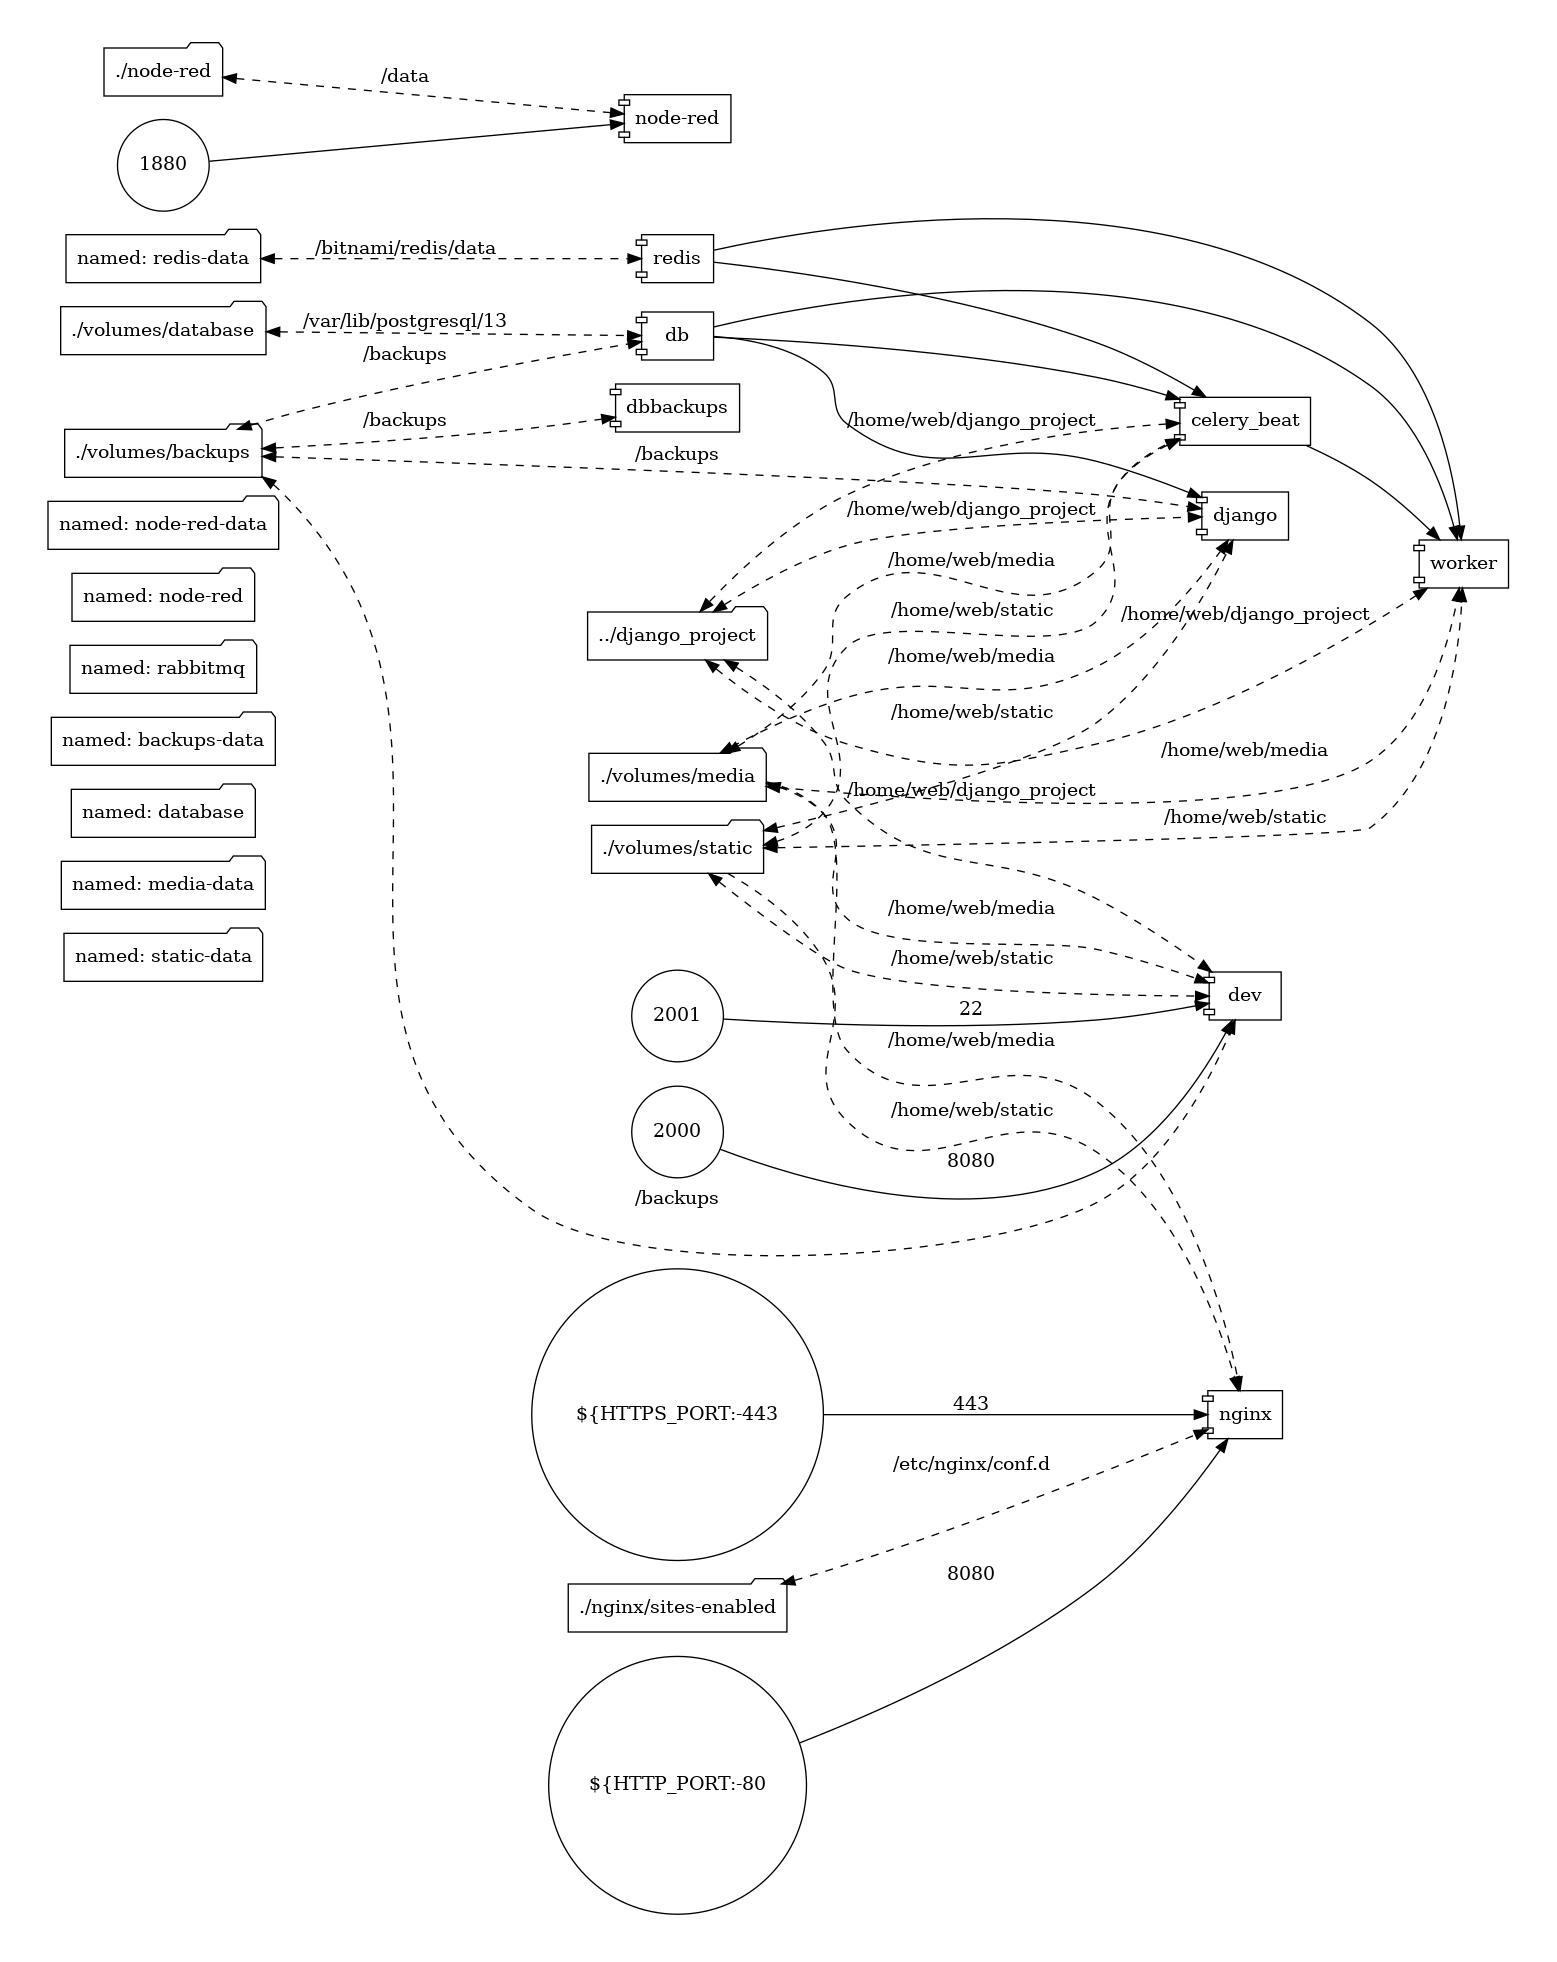 ./node-red
/data
node-red
1880
named: redis-data
/bitnami/redis/data
redis
./volumes/database
/var/lib/postgresql/13
db
/backups
dbbackups
/backups
/home/web/django_project
celery_beat
./volumes/backups
/backups
named: node-red-data
/home/web/django_project
django
/home/web/media
worker
named: node-red
/home/web/static
/home/web/django_project
../django_project
/home/web/media
named: rabbitmq
/home/web/static
named: backups-data
/home/web/media
./volumes/media
/home/web/django_project
named: database
/home/web/static
./volumes/static
named: media-data
/home/web/media
named: static-data
/home/web/static
dev
2001
22
/home/web/media
/home/web/static
2000
8080
/backups
${HTTPS_PORT:-443
443
nginx
/etc/nginx/conf.d
8080
./nginx/sites-enabled
${HTTP_PORT:-80